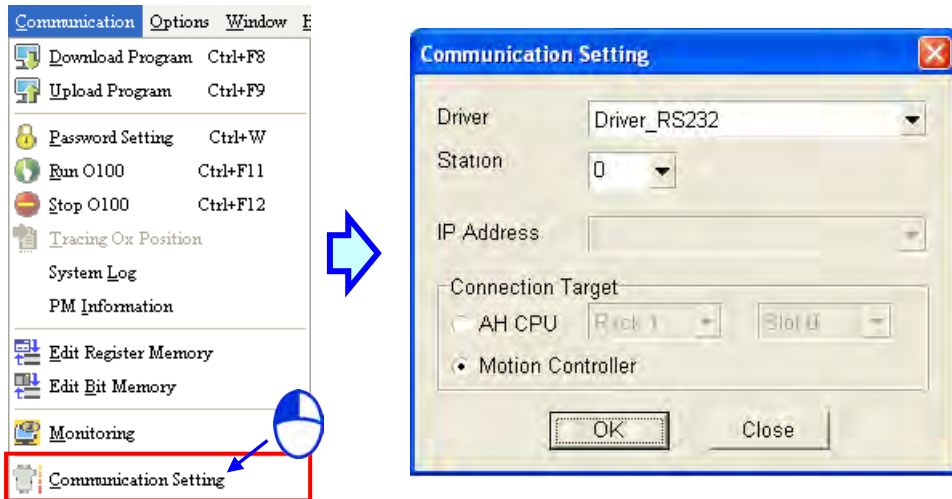 Communication Options Window
Download Program Ctrl+F8
Upload Program Ctrl+F9
Password Setting Ctrl+W
Run O100 Ctrl+F11
Stop O100 Ctrl+F12
Tracing Ox Position
System Log
PM Information
Edit Register Memory
Edit Bit Memory
Monitoring
Communication Setting
Communication Setting
Driver Driver_RS232
Station 0
IP Address
Connection Target
AH CPU Rack 1 Slot 0
Motion Controller
OK Close